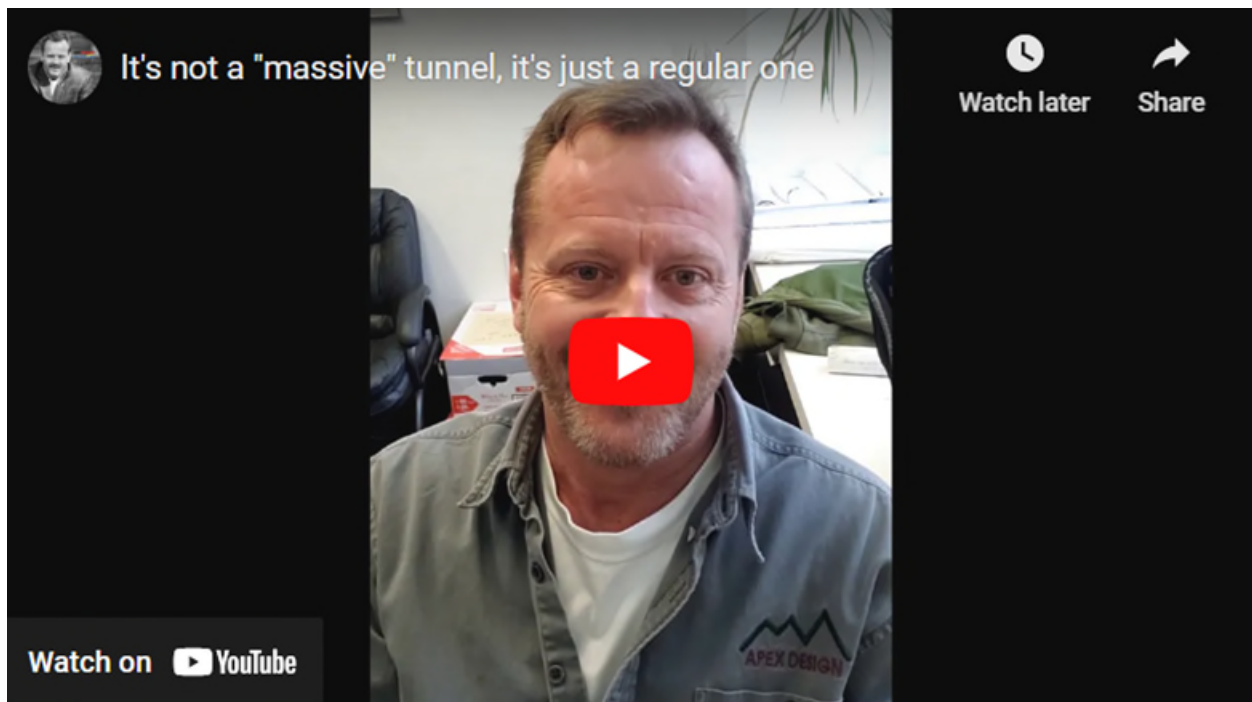 It's not a "massive" tunnel, it's just a regular one
Watch later
Share
APEX DESIGN
Watch on YouTube